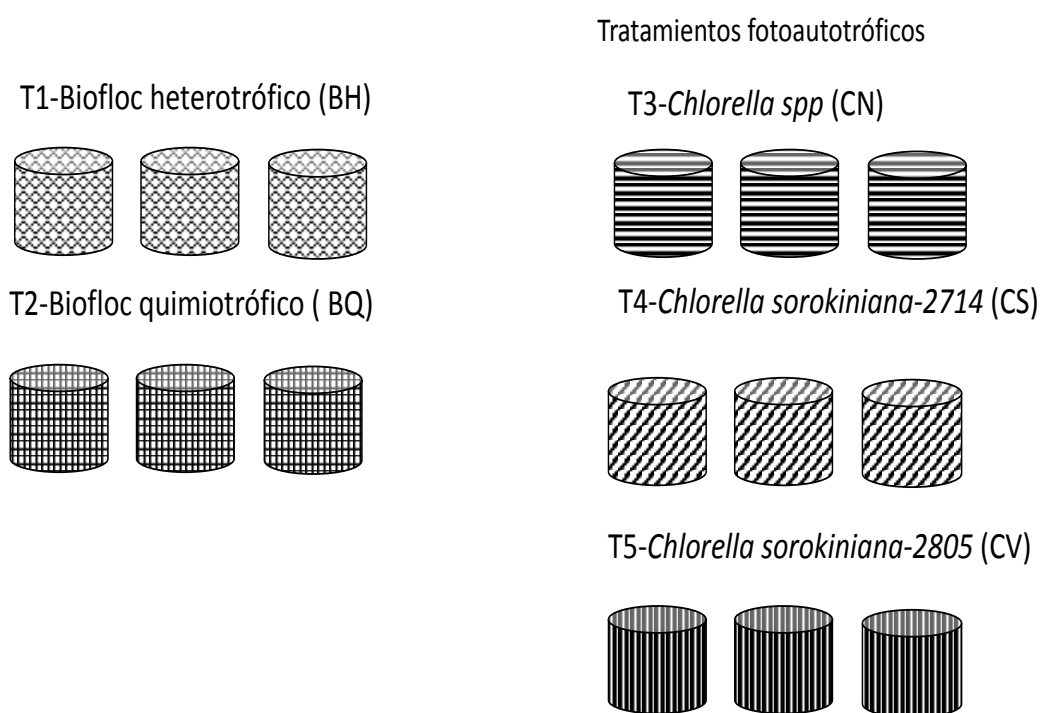 Tratamientos fotoautotróficos
T1-Biofloc heterotrófico (BH)
T3-Chlorella spp (CN)
T2-Biofloc quimiotrófico ( BQ)
T4-Chlorella sorokiniana-2714 (CS)
T5-Chlorella sorokiniana-2805 (CV)